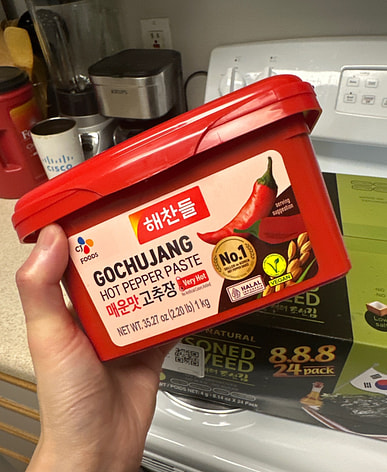 KRUPS
CISCO
CJ
FOODS
해찬들
GOCHUJANG
HOT PEPPER PASTE
매운맛 고추장
Very Hot
NET WT. 35.27 oz (2.20 lb) 1 kg
serving
suggestion
No.1
HALAL
VEGAN
NATURAL
SONED
WEED
8.8.8
24 pack